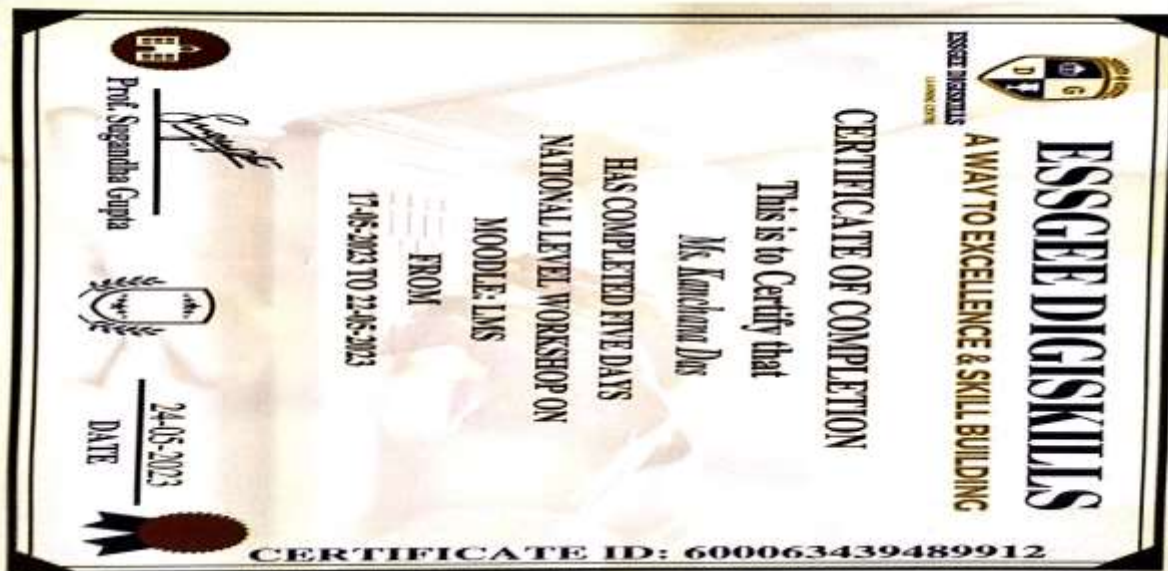 ESSGEE DIGISKILLS
A WAY TO EXCELLENCE & SKILL BUILDING
D G
ESSGEE DIGISKILLS
LEARNING CENTRE
CERTIFICATE OF COMPLETION
This is to Certify that
Ms. Kanchana Das
HAS COMPLETED FIVE DAYS
NATIONAL LEVEL WORKSHOP ON
MOODLE: LMS
FROM
17-05-2023 TO 22-05-2023
Prof. Sugandha Gupta
24-05-2023
DATE
CERTIFICATE ID: 600063439489912